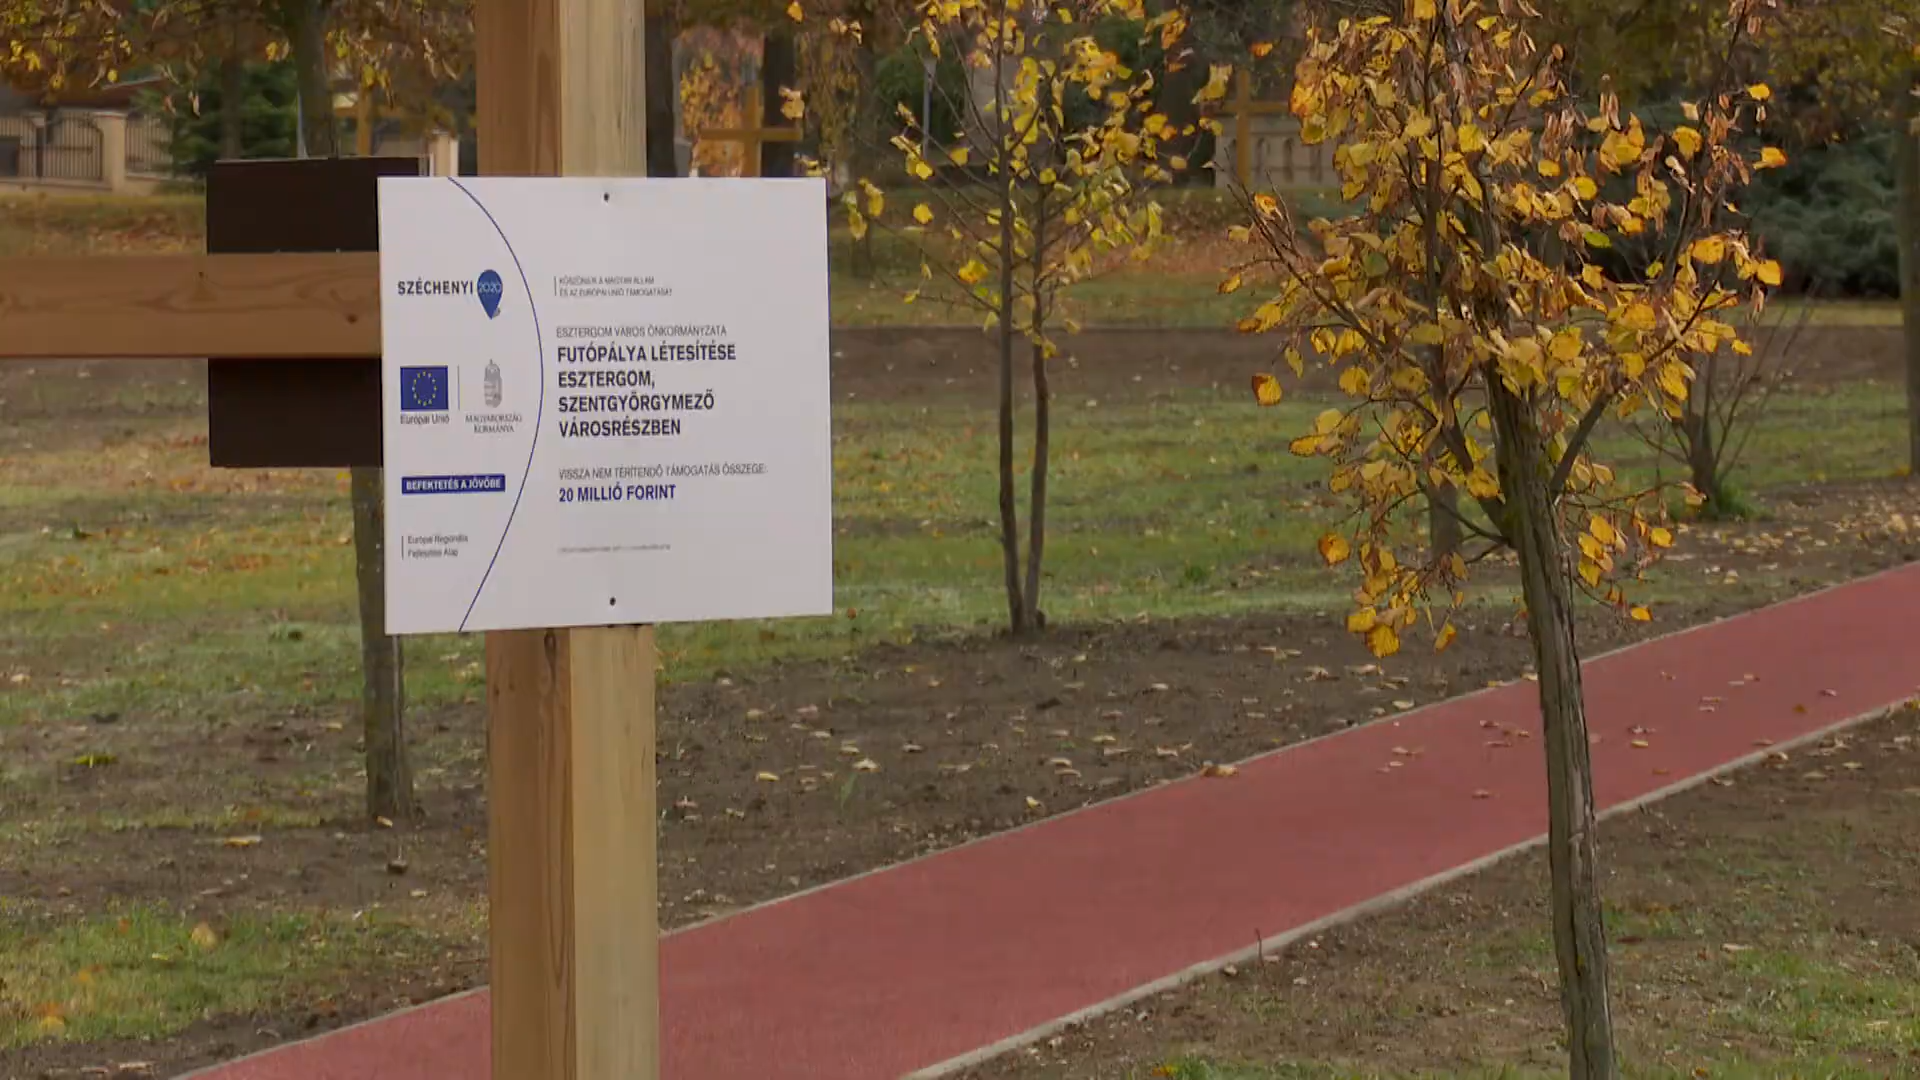 SZÉCHENYI 2020
Európai Unió
MAGYARORSZÁG
KORMÁNYA
BEFEKTETÉS A JÖVŐBE
Európai Regionális
Fejlesztési Alap
KÖSZÖNJÜK A MAGYAR ÁLLAM
ÉS AZ EURÓPAI UNIÓ TÁMOGATÁSÁT
ESZTERGOM VÁROS ÖNKORMÁNYZATA
FUTÓPÁLYA LÉTESÍTÉSE
ESZTERGOM,
SZENTGYÖRGYMEZŐ
VÁROSRÉSZBEN
VISSZA NEM TÉRÍTENDŐ TÁMOGATÁS ÖSSZEGE:
20 MILLIÓ FORINT